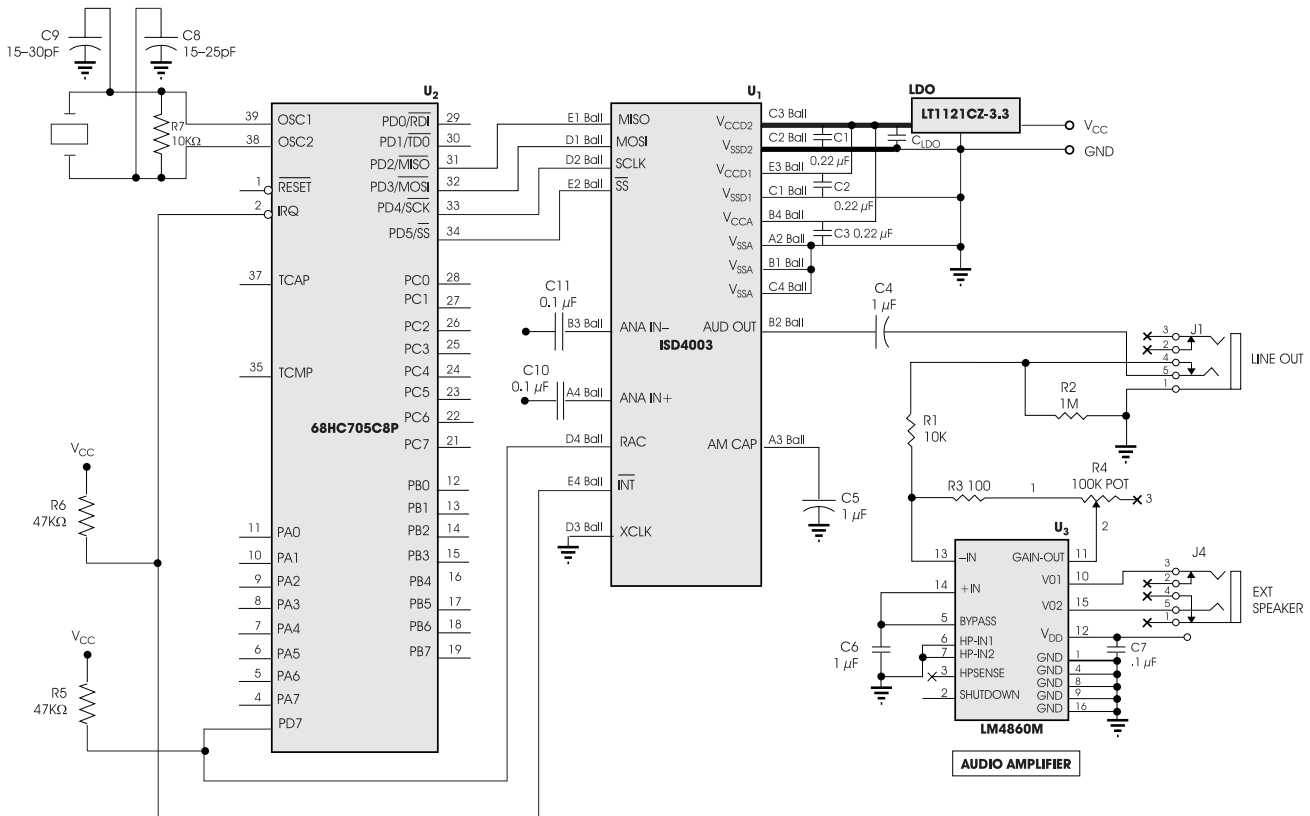 C9
15–30pF
C8
15–25pF
R7
10KΩ
U2
39 OSC1
38 OSC2
1 RESET
2 IRQ
37 TCAP
35 TCMP
68HC705C8P
11 PA0
10 PA1
9 PA2
8 PA3
7 PA4
6 PA5
5 PA6
4 PA7
PD7
PD0/RDI 29
PD1/TD0 30
PD2/MISO 31
PD3/MOSI 32
PD4/SCK 33
PD5/SS 34
PC0 28
PC1 27
PC2 26
PC3 25
PC4 24
PC5 23
PC6 22
PC7 21
PB0 12
PB1 13
PB2 14
PB3 15
PB4 16
PB5 17
PB6 18
PB7 19
VCC
R6
47KΩ
VCC
R5
47KΩ
U1
E1 Ball MISO
D1 Ball MOSI
D2 Ball SCLK
E2 Ball SS
C11
0.1 µF
B3 Ball ANA IN–
C10
0.1 µF
A4 Ball ANA IN+
D4 Ball RAC
E4 Ball INT
D3 Ball XCLK
ISD4003
VCCD2 C3 Ball
VSSD2 C2 Ball
VCCD1 E3 Ball
VSSD1 C1 Ball
VCCA B4 Ball
VSSA A2 Ball
VSSA B1 Ball
VSSA C4 Ball
AUD OUT B2 Ball
AM CAP A3 Ball
C1
0.22 µF
C2
0.22 µF
C3 0.22 µF
CLDO
LDO
LT1121CZ-3.3
VCC
GND
C4
1 µF
C5
1 µF
J1
3
2
4
5
1
LINE OUT
R2
1M
R1
10K
R3 100
1
R4
100K POT
3
2
U3
13 –IN
14 +IN
5 BYPASS
6 HP-IN1
7 HP-IN2
3 HPSENSE
2 SHUTDOWN
GAIN-OUT 11
V01 10
V02 15
VDD 12
GND 1
GND 4
GND 8
GND 9
GND 16
LM4860M
C6
1 µF
C7
.1 µF
J4
3
2
4
5
1
EXT
SPEAKER
AUDIO AMPLIFIER